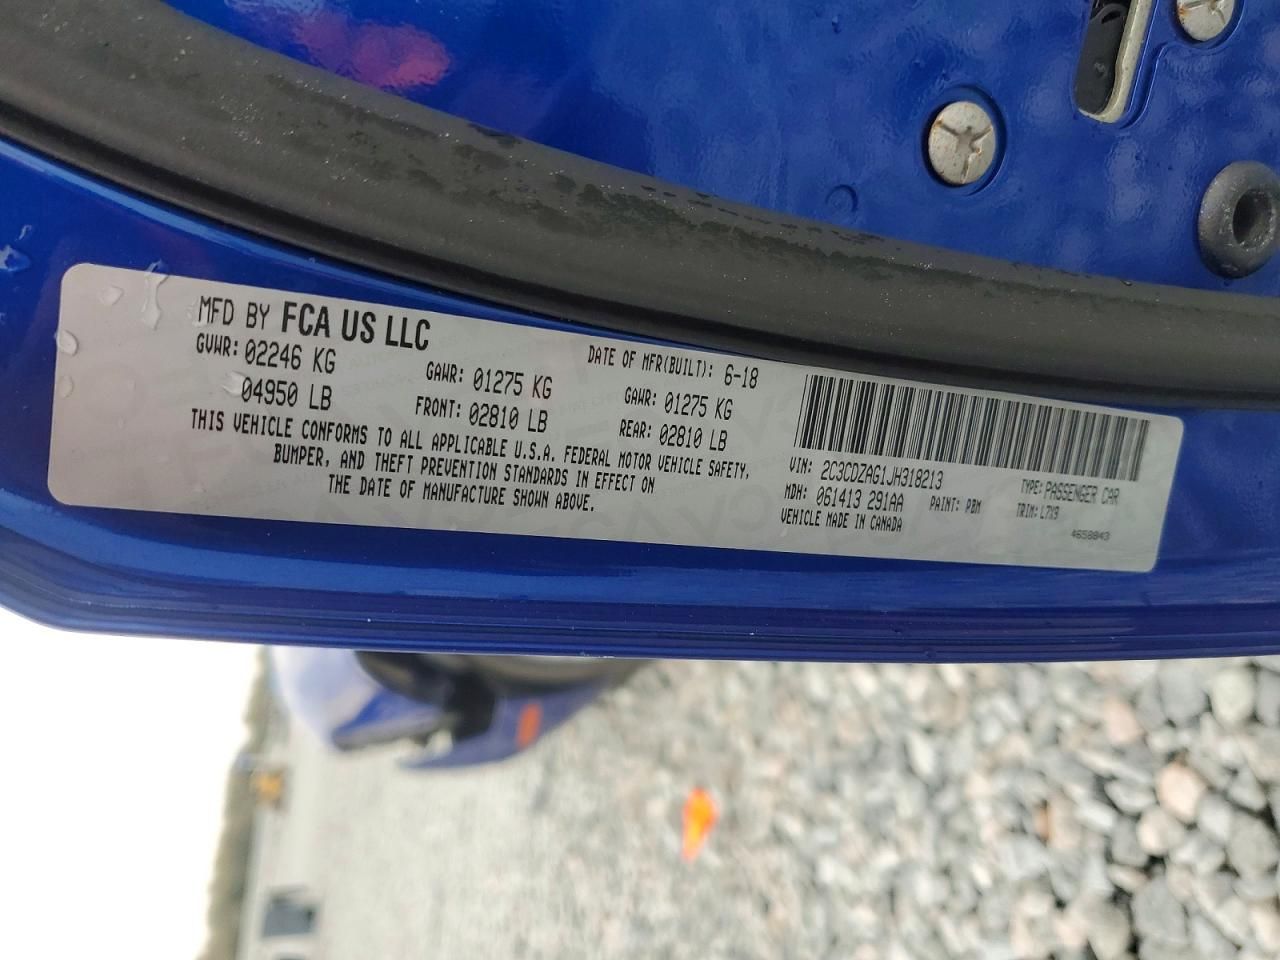 MFD BY FCA US LLC
DATE OF MFR(BUILT): 6-18
GVWR: 02246 KG
04950 LB
GAWR: 01275 KG
FRONT: 02810 LB
GAWR: 01275 KG
REAR: 02810 LB
THIS VEHICLE CONFORMS TO ALL APPLICABLE U.S.A. FEDERAL MOTOR VEHICLE SAFETY,
BUMPER, AND THEFT PREVENTION STANDARDS IN EFFECT ON
THE DATE OF MANUFACTURE SHOWN ABOVE.
VIN: 2C3CDZAG1JH318213
TYPE: PASSENGER CAR
MDH: 061413 291AA
PAINT: PBM
TRIM: L7X9
VEHICLE MADE IN CANADA
4658843